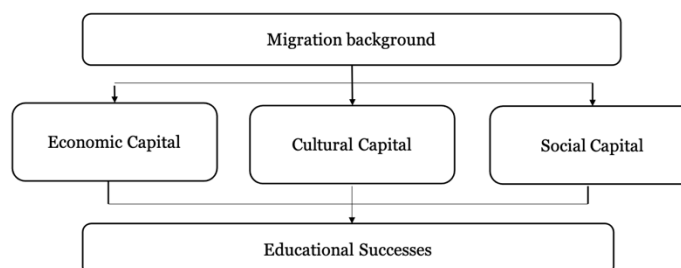 Migration background
Economic Capital
Cultural Capital
Social Capital
Educational Successes